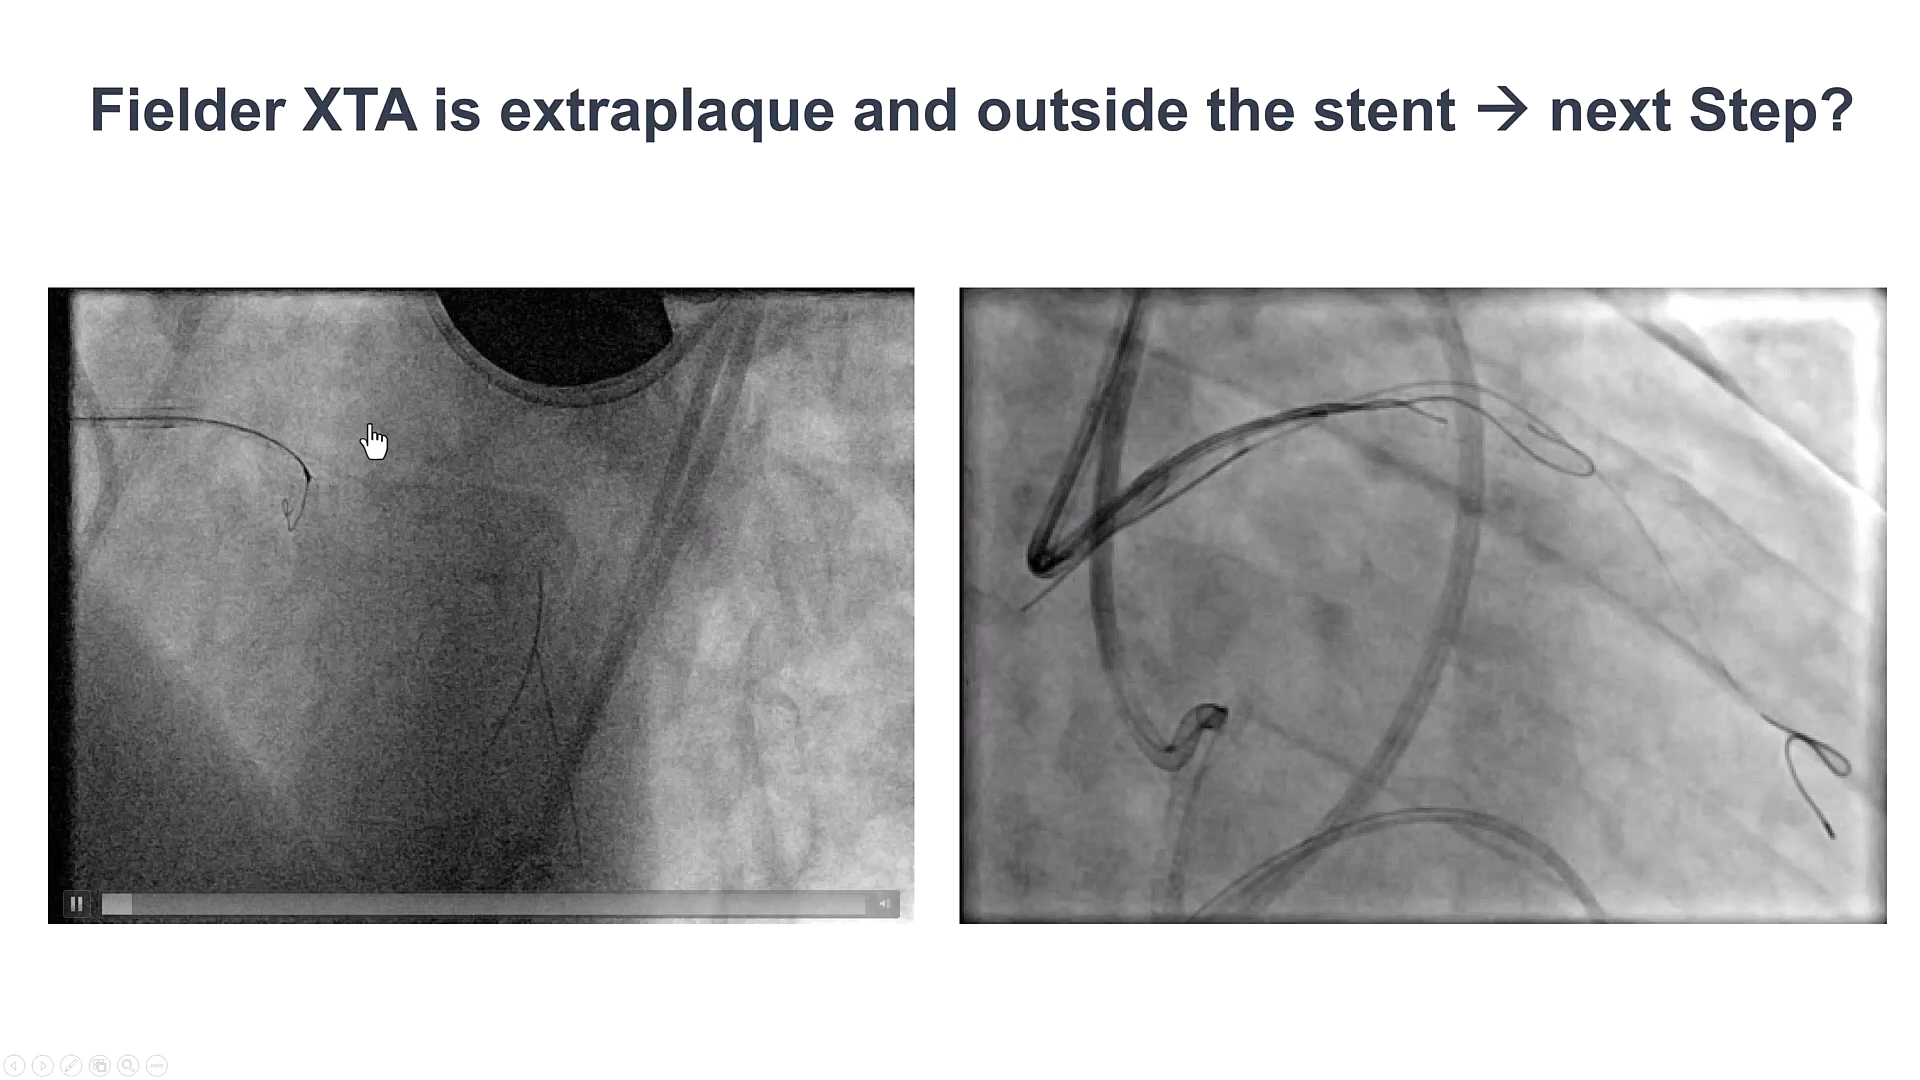 Fielder XTA is extraplaque and outside the stent → next Step?